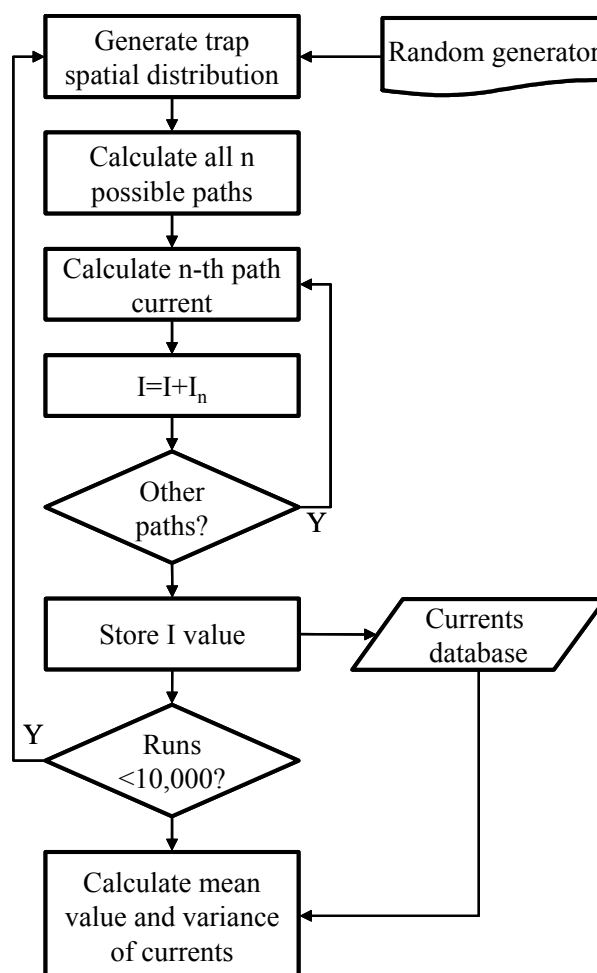 Generate trap
spatial distribution
Random generator
Calculate all n
possible paths
Calculate n-th path
current
I=I+Iₙ
Other
paths?
Y
Store I value
Currents
database
Y
Runs
<10,000?
Calculate mean
value and variance
of currents